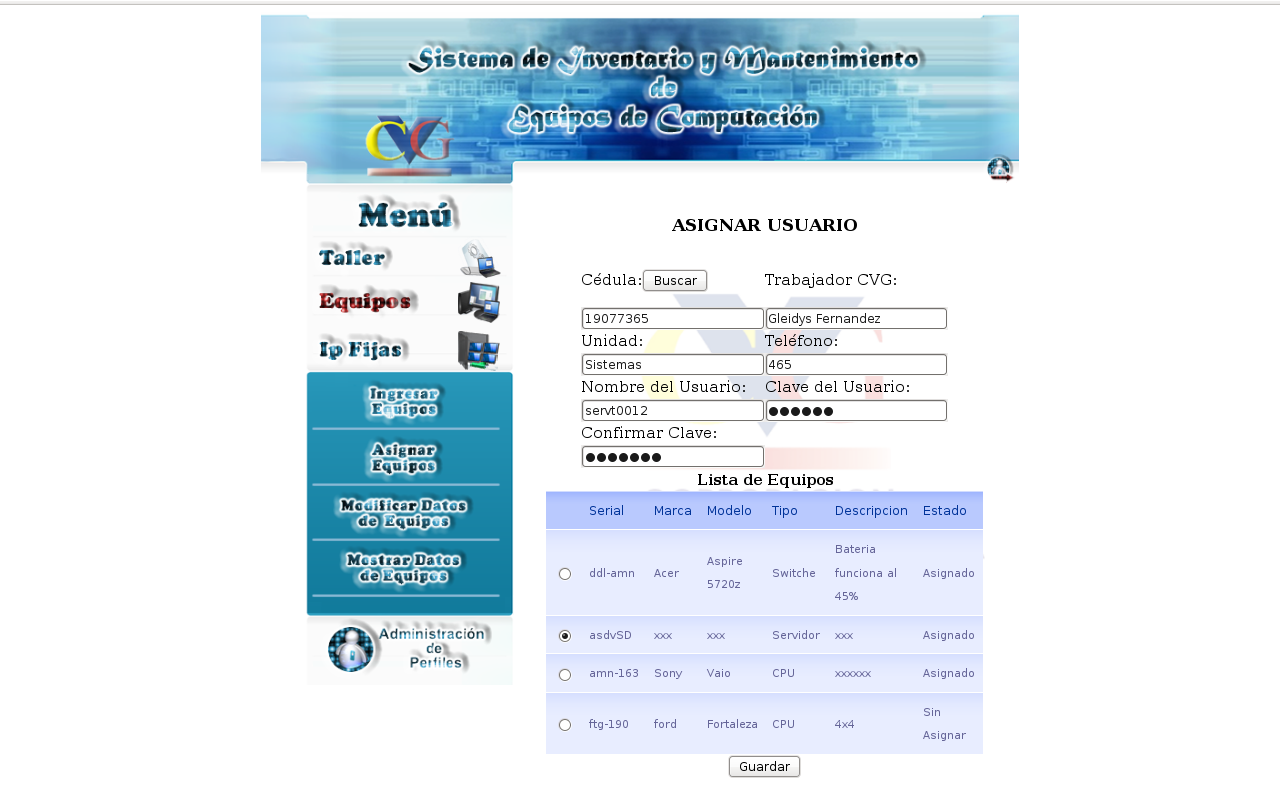 Sistema de Inventario y Mantenimiento
de
Equipos de Computación
CVG
Menú
Taller
Equipos
Ip Fijas
Ingresar
Equipos
Asignar
Equipos
Modificar Datos
de Equipos
Mostrar Datos
de Equipos
Administración
de
Perfiles
ASIGNAR USUARIO
Cédula: Buscar Trabajador CVG:
19077365 Gleidys Fernandez
Unidad: Teléfono:
Sistemas 465
Nombre del Usuario: Clave del Usuario:
servt0012 ●●●●●●
Confirmar Clave:
●●●●●●●
Lista de Equipos
Serial Marca Modelo Tipo Descripcion Estado
ddl-amn Acer Aspire 5720z Switche Bateria funciona al 45% Asignado
asdvSD xxx xxx Servidor xxx Asignado
amn-163 Sony Vaio CPU xxxxxx Asignado
ftg-190 ford Fortaleza CPU 4x4 Sin Asignar
Guardar